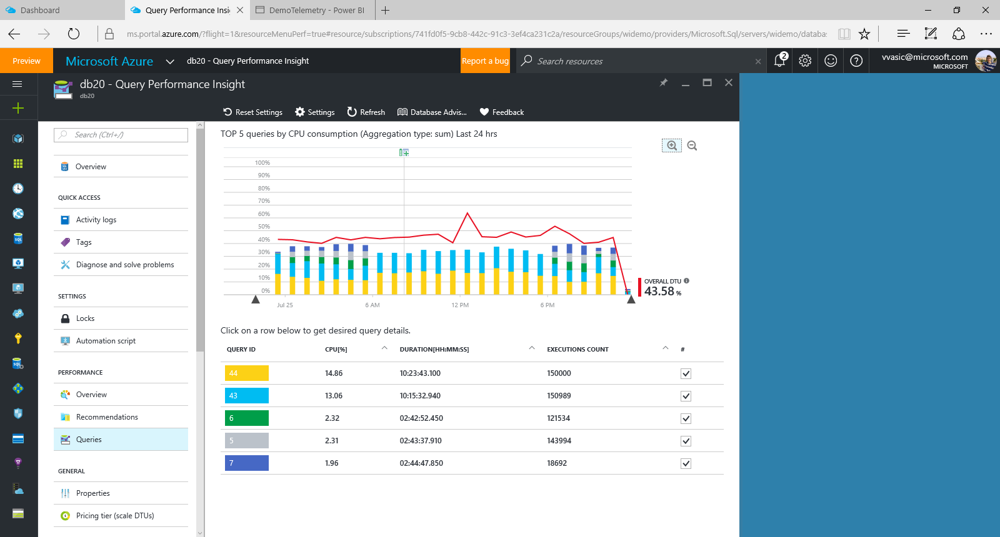 Dashboard
Query Performance Insi
DemoTelemetry - Power BI
ms.portal.azure.com/?flight=1&resourceMenuPerf=true#resource/subscriptions/741fd0f5-9cb8-442c-91c3-3ef4ca231c2a/resourceGroups/widemo/providers/Microsoft.Sql/servers/widemo/databas
Preview
Microsoft Azure
db20 - Query Performance Insight
Report a bug
Search resources
2
vvasic@microsoft.com
MICROSOFT
db20 - Query Performance Insight
db20
Reset Settings
Settings
Refresh
Database Advis...
Feedback
Search (Ctrl+/)
Overview
QUICK ACCESS
Activity logs
Tags
Diagnose and solve problems
SETTINGS
Locks
Automation script
PERFORMANCE
Overview
Recommendations
Queries
GENERAL
Properties
Pricing tier (scale DTUs)
TOP 5 queries by CPU consumption (Aggregation type: sum) Last 24 hrs
100%
90%
80%
70%
60%
50%
40%
30%
20%
10%
0%
Jul 25
6 AM
12 PM
6 PM
OVERALL DTU
43.58 %
Click on a row below to get desired query details.
QUERY ID CPU[%] DURATION[HH:MM:SS] EXECUTIONS COUNT #
44 14.86 10:23:43.100 150000
43 13.06 10:15:32.940 150989
6 2.32 02:42:52.450 121534
5 2.31 02:43:37.910 143994
7 1.96 02:44:47.850 18692